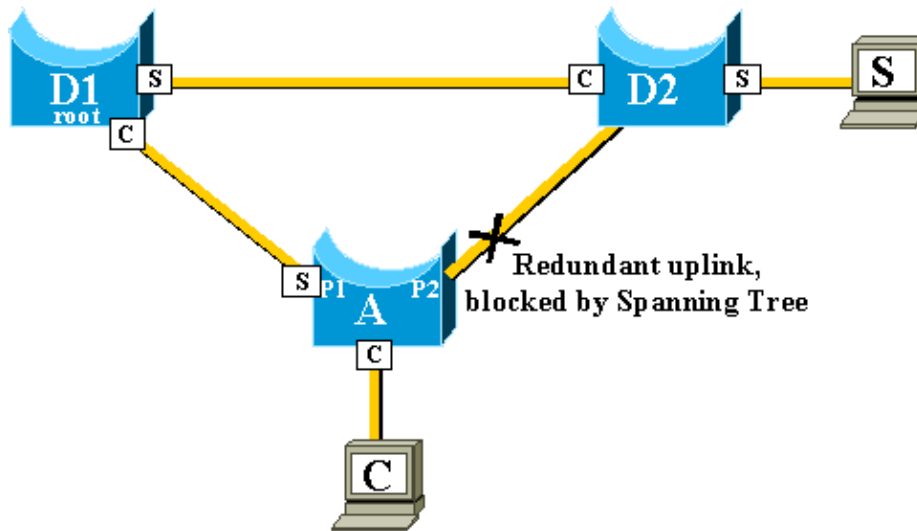 D1
root
S
C
D2
S
S
C
S
P1
P2
A
Redundant uplink,
blocked by Spanning Tree
C
C